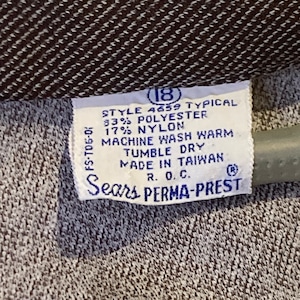 18
STYLE 4659 TYPICAL
83% POLYESTER
17% NYLON
MACHINE WASH WARM
TUMBLE DRY
MADE IN TAIWAN
R. O. C.
Sears PERMA-PREST®
FS-T05-01